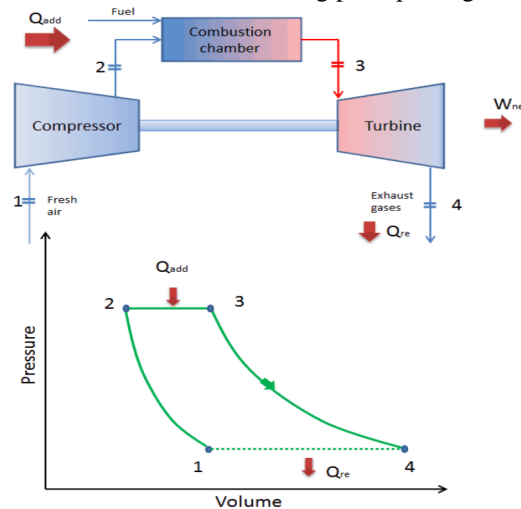 Qadd
Fuel
Combustion
chamber
2
3
Wne
Compressor
Turbine
1
Fresh
air
Exhaust
gases
4
Qre
Qadd
2
3
Pressure
1
4
Qre
Volume